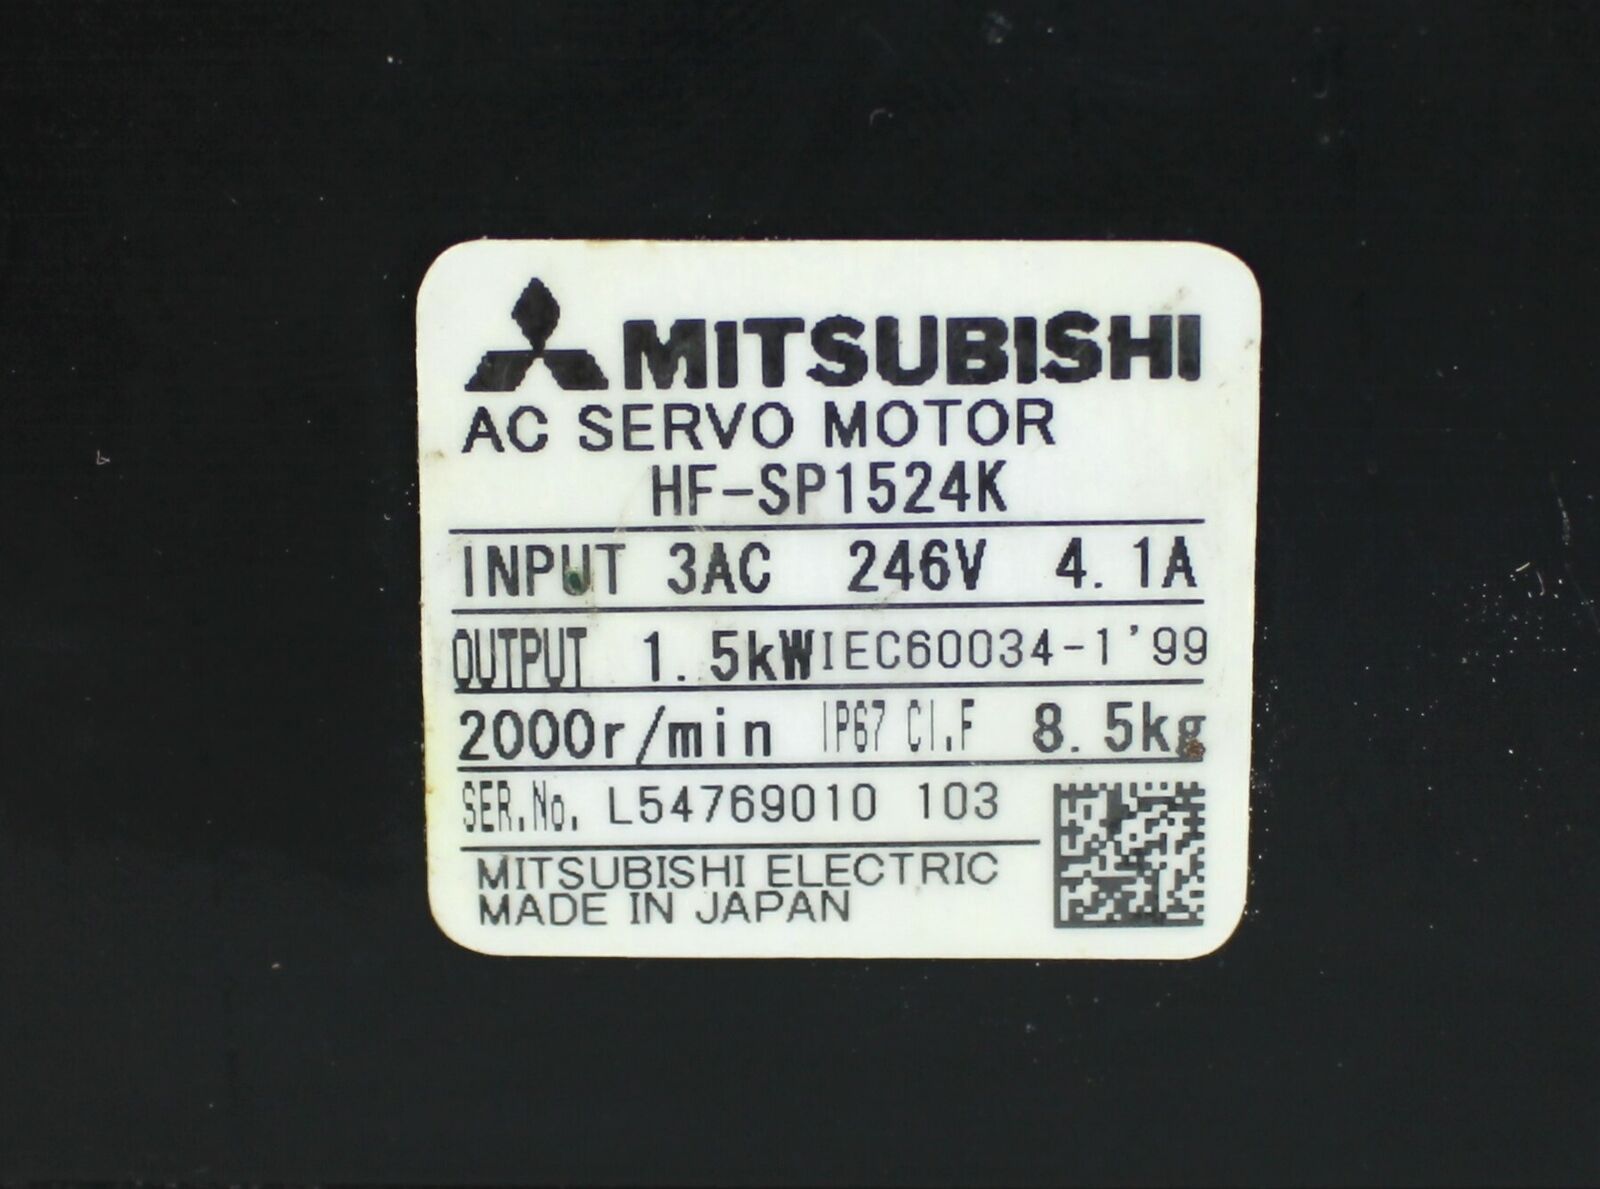 MITSUBISHI
AC SERVO MOTOR
HF-SP1524K
INPUT 3AC 246V 4.1A
OUTPUT 1.5kW IEC60034-1'99
2000r/min IP67 CI.F 8.5kg
SER.No. L54769010 103
MITSUBISHI ELECTRIC
MADE IN JAPAN